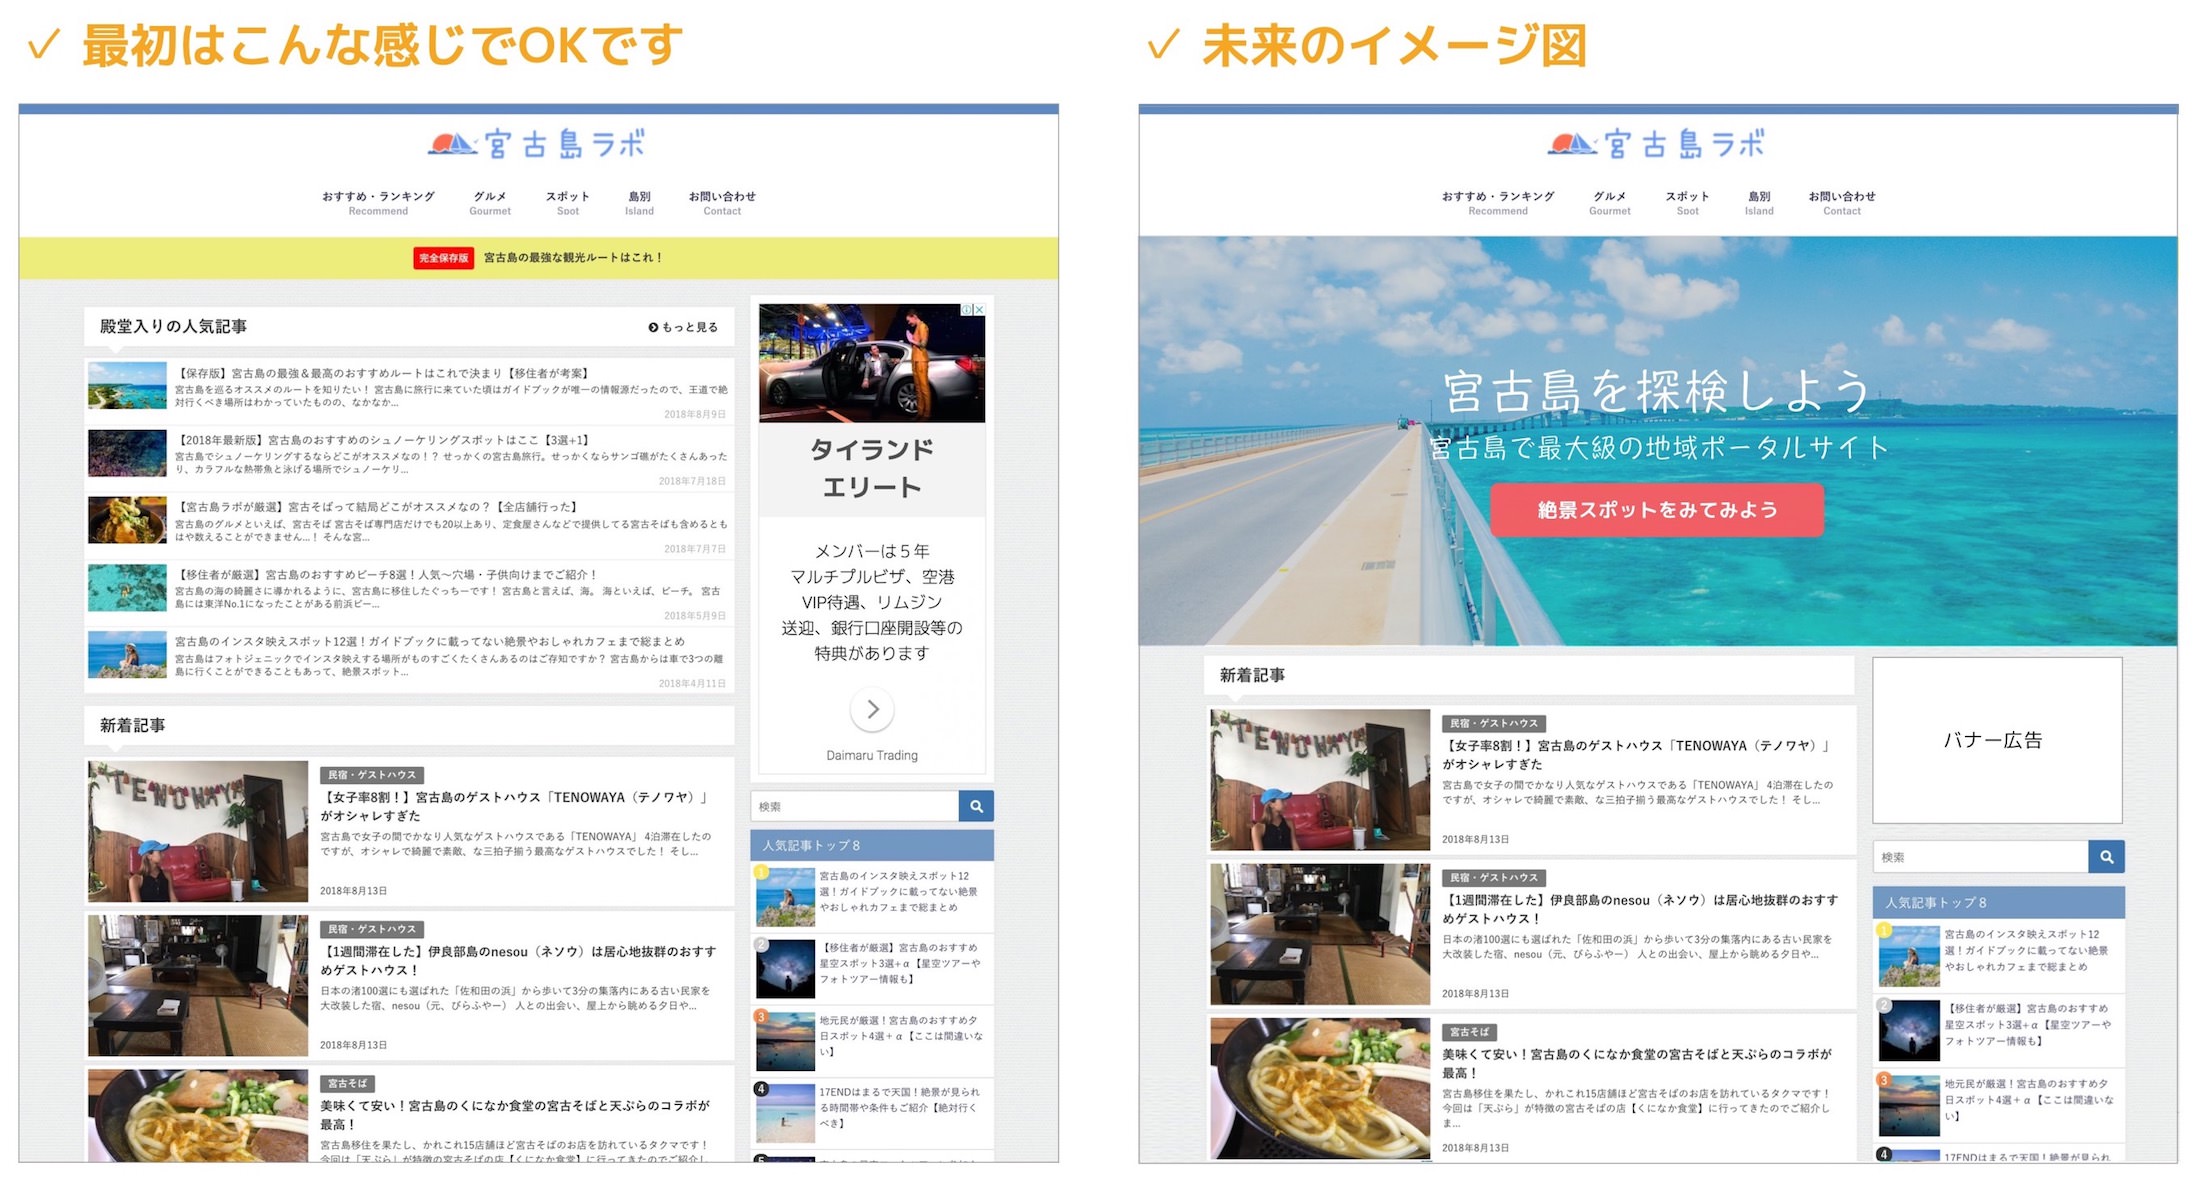 ✓ 最初はこんな感じでOKです
宮古島ラボ
おすすめ・ランキング
Recommend
グルメ
Gourmet
スポット
Spot
島別
Island
お問い合わせ
Contact
完全保存版 宮古島の最強な観光ルートはこれ！
殿堂入りの人気記事
もっと見る
【保存版】宮古島の最強＆最高のおすすめルートはこれで決まり【移住者が考案】
宮古島を巡るオススメのルートを知りたい！ 宮古島に旅行に来ていた頃はガイドブックが唯一の情報源だったので、王道で絶
対行くべき場所はわかっていたものの、なかなか...
2018年8月9日
【2018年最新版】宮古島のおすすめのシュノーケリングスポットはここ【3選+1】
宮古島でシュノーケリングするならどこがオススメなの！？ せっかくの宮古島旅行。せっかくならサンゴ礁がたくさんあった
り、カラフルな熱帯魚と泳げる場所でシュノーケリ...
2018年7月18日
【宮古島ラボが厳選】宮古そばって結局どこがオススメなの？【全店舗行った】
宮古島のグルメといえば、宮古そば 宮古そば専門店だけでも20以上あり、定食屋さんなどで提供してる宮古そばも含めるとも
はや数えることができません...！ そんな宮...
2018年7月7日
【移住者が厳選】宮古島のおすすめビーチ8選！人気〜穴場・子供向けまでご紹介！
宮古島の海の綺麗さに導かれるように、宮古島に移住したぐっちーです！ 宮古島と言えば、海。 海といえば、ビーチ。 宮古
島には東洋No.1になったことがある前浜ビー...
2018年5月9日
宮古島のインスタ映えスポット12選！ガイドブックに載ってない絶景やおしゃれカフェまで総まとめ
宮古島はフォトジェニックでインスタ映えする場所がものすごくたくさんあるのはご存知ですか？ 宮古島からは車で3つの離
島に行くことができることもあって、絶景スポット...
2018年4月11日
新着記事
TENOWAYA
民宿・ゲストハウス
【女子率8割！】宮古島のゲストハウス「TENOWAYA（テノワヤ）」
がオシャレすぎた
宮古島で女子の間でかなり人気なゲストハウスである「TENOWAYA」 4泊滞在したの
ですが、オシャレで綺麗で素敵、な三拍子揃う最高なゲストハウスでした！ そし...
2018年8月13日
民宿・ゲストハウス
【1週間滞在した】伊良部島のnesou（ネソウ）は居心地抜群のおすす
めゲストハウス！
日本の渚100選にも選ばれた「佐和田の浜」から歩いて3分の集落内にある古い民家を
大改装した宿、nesou（元、びらふやー） 人との出会い、屋上から眺める夕日や...
2018年8月13日
宮古そば
美味くて安い！宮古島のくになか食堂の宮古そばと天ぷらのコラボが
最高！
宮古島移住を果たし、かれこれ15店舗ほど宮古そばのお店を訪れているタクマです！
今回は「天ぷら」が特徴の宮古そばの店【くになか食堂】に行ってきたのでご紹介し
タイランド
エリート
メンバーは５年
マルチプルビザ、空港
VIP待遇、リムジン
送迎、銀行口座開設等の
特典があります
Daimaru Trading
検索
人気記事トップ８
1
宮古島のインスタ映えスポット12
選！ガイドブックに載ってない絶景
やおしゃれカフェまで総まとめ
2
【移住者が厳選】宮古島のおすすめ
星空スポット3選+α【星空ツアーや
フォトツアー情報も】
3
地元民が厳選！宮古島のおすすめ夕
日スポット4選＋α【ここは間違いな
い】
4
17ENDはまるで天国！絶景が見られ
る時間帯や条件もご紹介【絶対行く
べき】
5
✓ 未来のイメージ図
宮古島ラボ
おすすめ・ランキング
Recommend
グルメ
Gourmet
スポット
Spot
島別
Island
お問い合わせ
Contact
宮古島を探検しよう
宮古島で最大級の地域ポータルサイト
絶景スポットをみてみよう
新着記事
TENOWAYA
民宿・ゲストハウス
【女子率8割！】宮古島のゲストハウス「TENOWAYA（テノワヤ）」
がオシャレすぎた
宮古島で女子の間でかなり人気なゲストハウスである「TENOWAYA」 4泊滞在したの
ですが、オシャレで綺麗で素敵、な三拍子揃う最高なゲストハウスでした！ そし...
2018年8月13日
民宿・ゲストハウス
【1週間滞在した】伊良部島のnesou（ネソウ）は居心地抜群のおすす
めゲストハウス！
日本の渚100選にも選ばれた「佐和田の浜」から歩いて3分の集落内にある古い民家を
大改装した宿、nesou（元、びらふやー） 人との出会い、屋上から眺める夕日や...
2018年8月13日
宮古そば
美味くて安い！宮古島のくになか食堂の宮古そばと天ぷらのコラボが
最高！
宮古島移住を果たし、かれこれ15店舗ほど宮古そばのお店を訪れているタクマです！
今回は「天ぷら」が特徴の宮古そばの店【くになか食堂】に行ってきたのでご紹介し
ま...
2018年8月13日
バナー広告
検索
人気記事トップ８
1
宮古島のインスタ映えスポット12
選！ガイドブックに載ってない絶景
やおしゃれカフェまで総まとめ
2
【移住者が厳選】宮古島のおすすめ
星空スポット3選+α【星空ツアーや
フォトツアー情報も】
3
地元民が厳選！宮古島のおすすめ夕
日スポット4選＋α【ここは間違いな
い】
4
17ENDはまるで天国！絶景が見られ